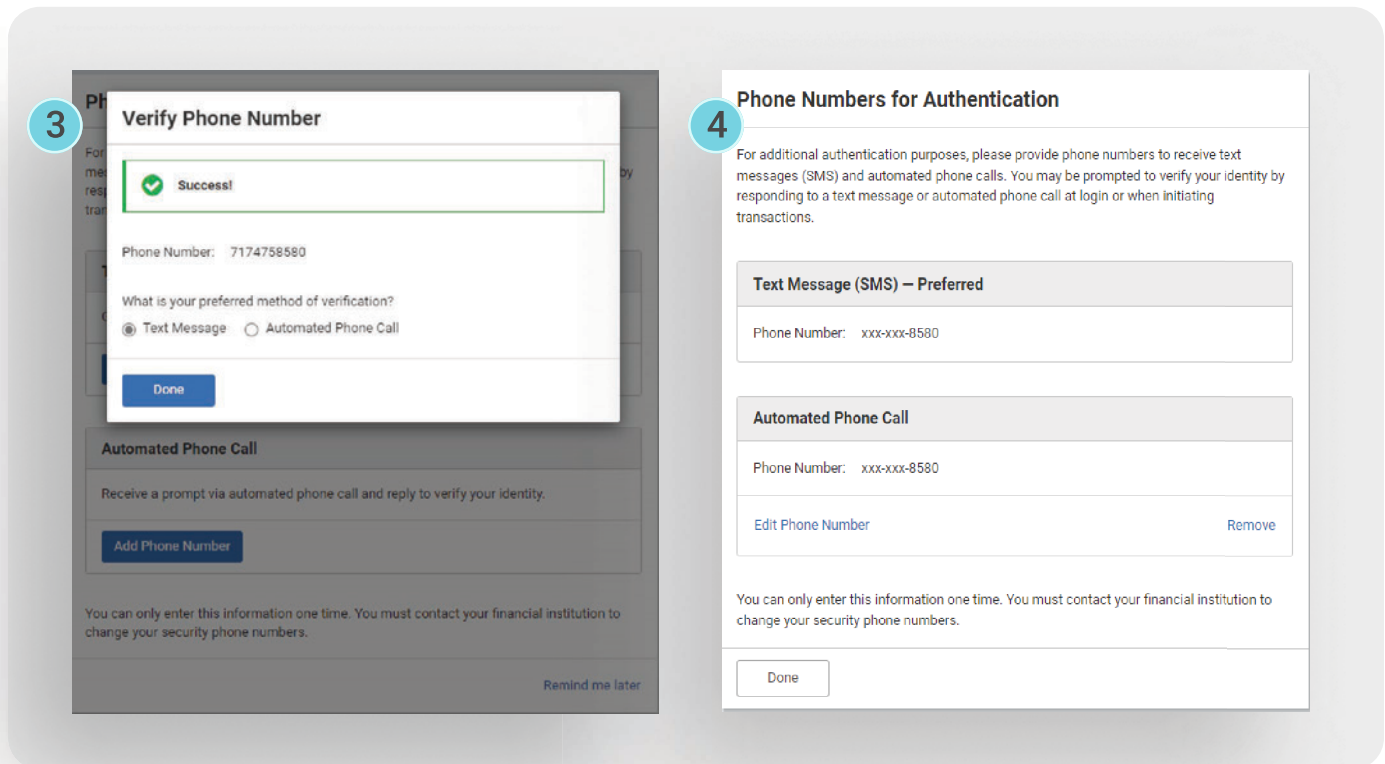 3
Ph
Verify Phone Number
For
mes
by
resp
tran
Success!
Phone Number: 7174758580
What is your preferred method of verification?
Text Message Automated Phone Call
Done
Automated Phone Call
Receive a prompt via automated phone call and reply to verify your identity.
Add Phone Number
You can only enter this information one time. You must contact your financial institution to
change your security phone numbers.
Remind me later
4
Phone Numbers for Authentication
For additional authentication purposes, please provide phone numbers to receive text
messages (SMS) and automated phone calls. You may be prompted to verify your identity by
responding to a text message or automated phone call at login or when initiating
transactions.
Text Message (SMS) — Preferred
Phone Number: xxx-xxx-8580
Automated Phone Call
Phone Number: xxx-xxx-8580
Edit Phone Number Remove
You can only enter this information one time. You must contact your financial institution to
change your security phone numbers.
Done